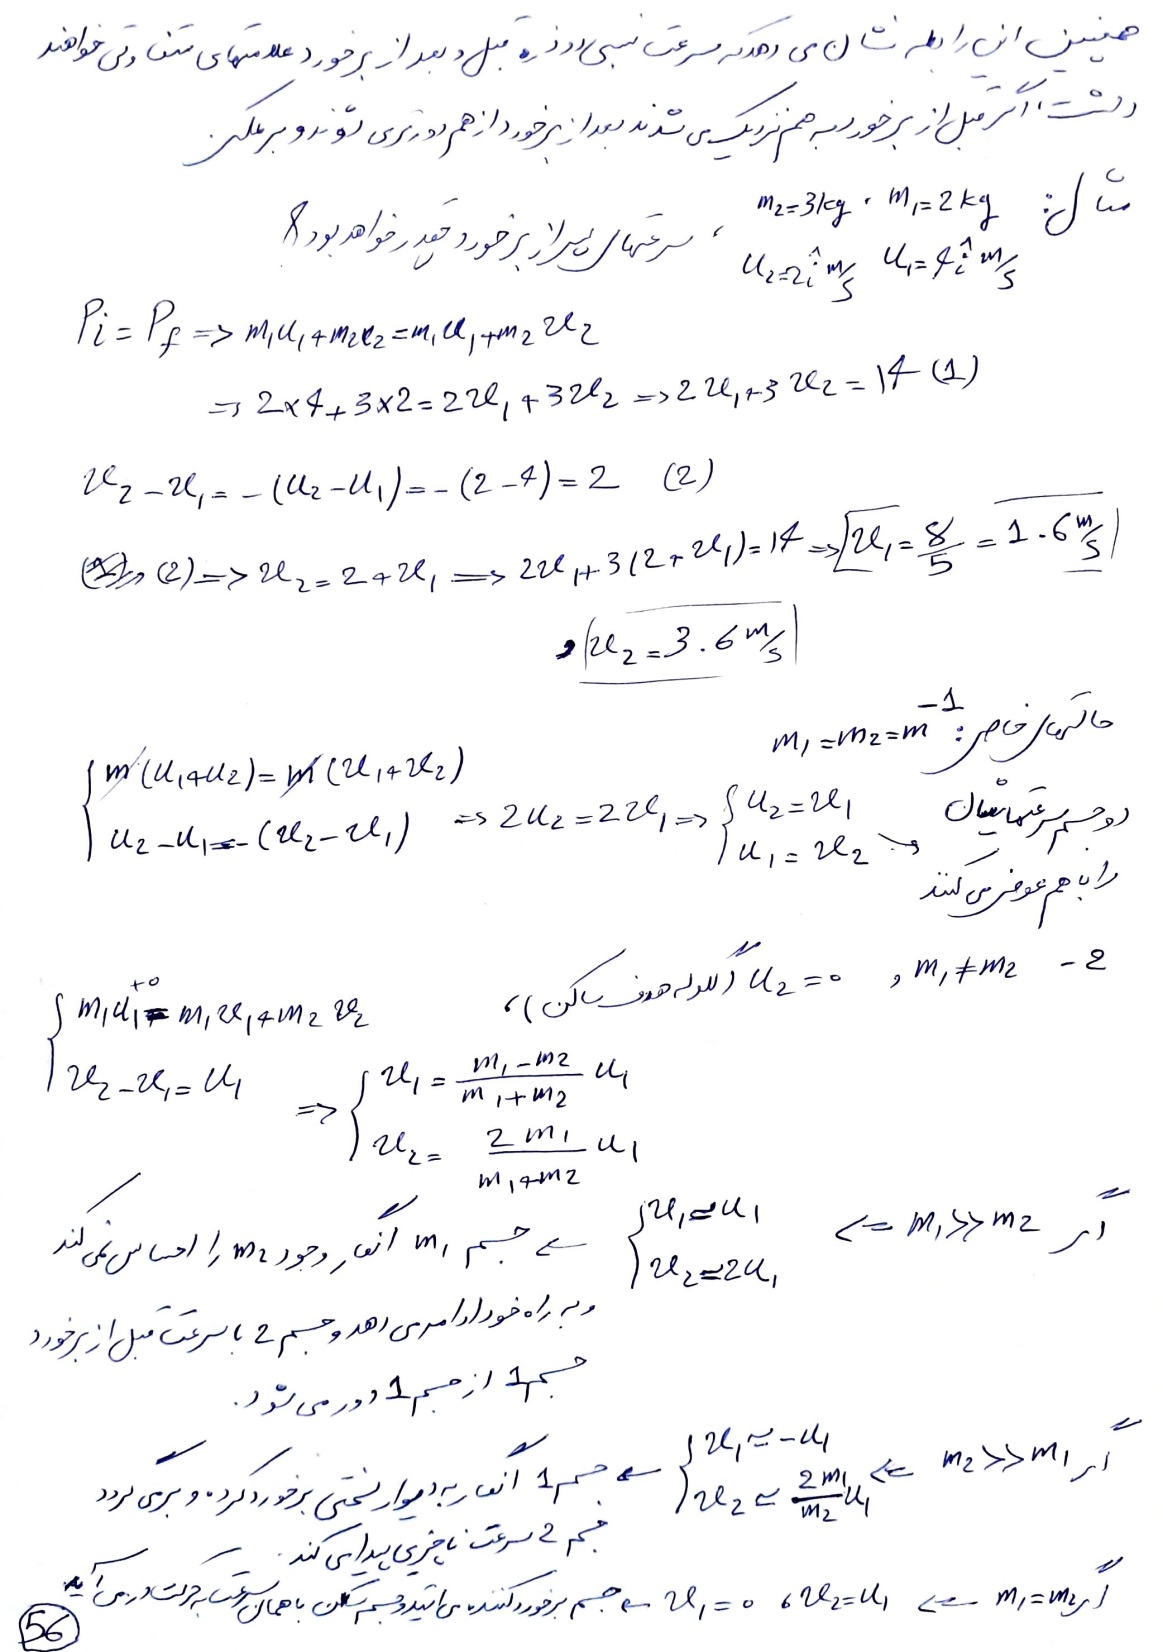 همچنین این رابطه نشان می دهد که سرعت نسبی دو ذره قبل و بعد از برخورد علامتهای متفاوتی خواهند
داشت، اگر قبل از برخورد به هم نزدیک می شدند بعد از برخورد از هم دور می شوند و برعکس.
مثال: m₁=2kg ، m₂=3kg
u₁=4î m/s u₂=2î m/s ، سرعتهای پس از برخورد چقدر خواهد بود؟
Pi = Pf => m₁u₁+m₂u₂=m₁v₁+m₂v₂
=> 2×4+3×2=2v₁+3v₂ => 2v₁+3v₂=14 (1)
v₂-v₁=-(u₂-u₁)=-(2-4)=2 (2)
(2) => v₂=2+v₁ => 2v₁+3(2+v₁)=14 => v₁=8/5=1.6 m/s
و v₂=3.6 m/s
حالتهای خاص: 1- m₁=m₂=m
{ m(u₁+u₂)=m(v₁+v₂)
u₂-u₁=-(v₂-v₁) => 2u₂=2v₁ => { u₂=v₁
u₁=v₂ → دو جسم سرعتهایشان
را با هم عوض می کنند
2- m₁≠m₂ و u₂=0 (گلوله هدف ساکن)،
{ m₁u₁+0=m₁v₁+m₂v₂
v₂-v₁=u₁
=> { v₁= (m₁-m₂)/(m₁+m₂) u₁
v₂= 2m₁/(m₁+m₂) u₁
اگر m₁>>m₂ <= { v₁≃u₁
v₂≃2u₁ ← جسم m₁ انگار وجود m₂ را احساس نمی کند
و به راه خود ادامه می دهد و جسم 2 با سرعت قبل از برخورد
جسم 1 از جسم 1 دور می شود.
اگر m₂>>m₁ <= { v₁≃-u₁
v₂≃ 2m₁/m₂ u₁ ← جسم 1 انگار به دیوار سختی برخورد کرده و برمی گردد
جسم 2 سرعت ناچیزی پیدا می کند.
اگر m₁=m₂ <= v₂=u₁ ، v₁=0 ← جسم برخورد کننده می ایستد و جسم ساکن با همان سرعت به حرکت در می آید
56